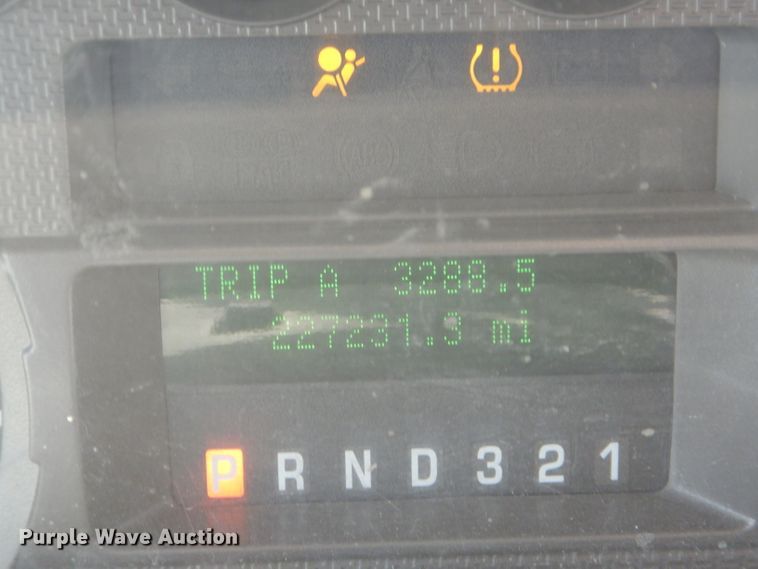 TRIP A 3288.5
227231.3 mi
P R N D 3 2 1
Purple Wave Auction